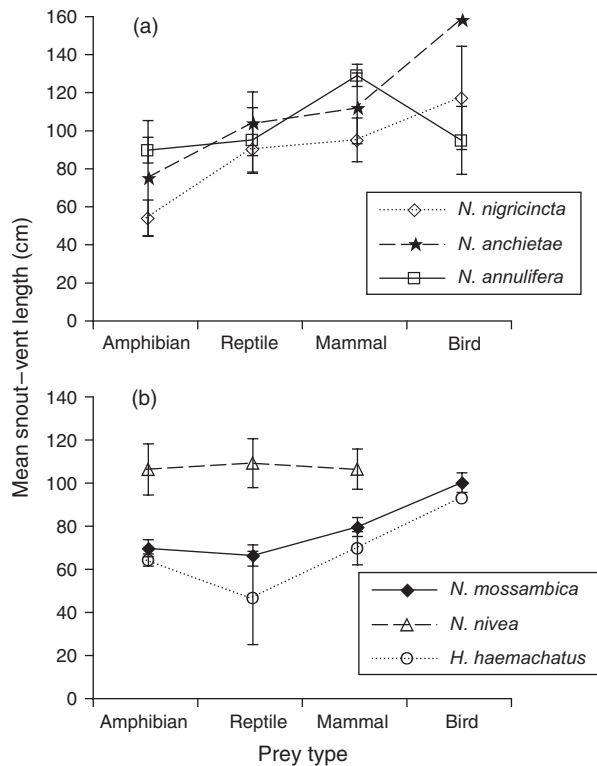 (a)
160
140
120
100
80
60
40
20
0
N. nigricincta
N. anchietae
N. annulifera
Amphibian Reptile Mammal Bird
Mean snout–vent length (cm)
(b)
140
120
100
80
60
40
20
0
N. mossambica
N. nivea
H. haemachatus
Amphibian Reptile Mammal Bird
Prey type